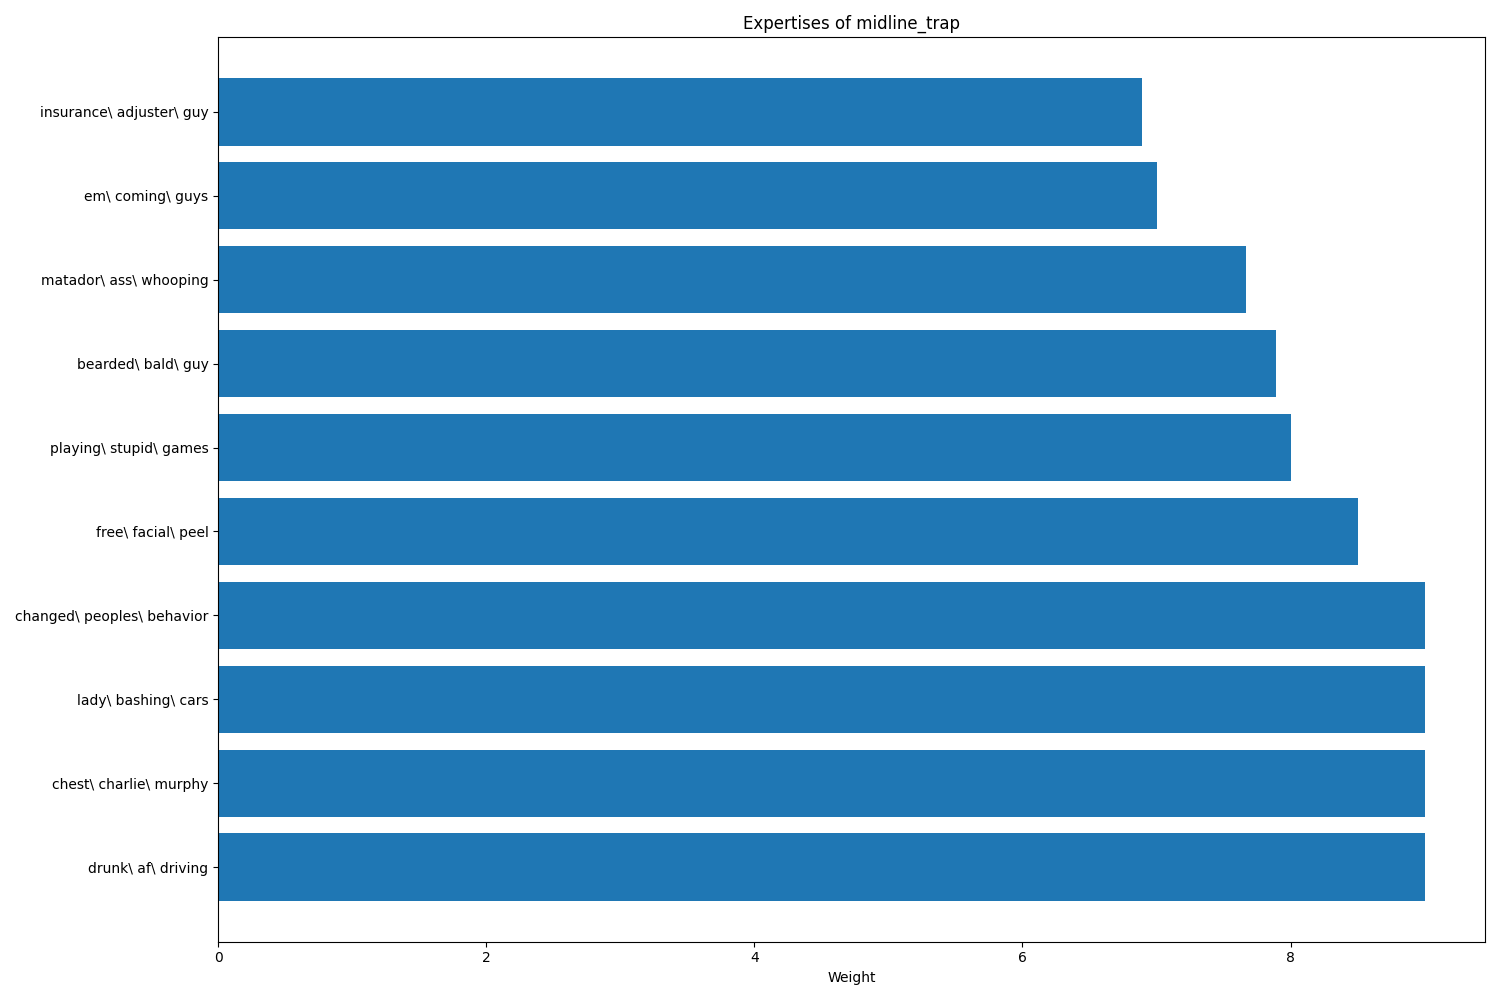 Expertises of midline_trap
insurance\ adjuster\ guy
em\ coming\ guys
matador\ ass\ whooping
bearded\ bald\ guy
playing\ stupid\ games
free\ facial\ peel
changed\ peoples\ behavior
lady\ bashing\ cars
chest\ charlie\ murphy
drunk\ af\ driving
0 2 4 6 8
Weight